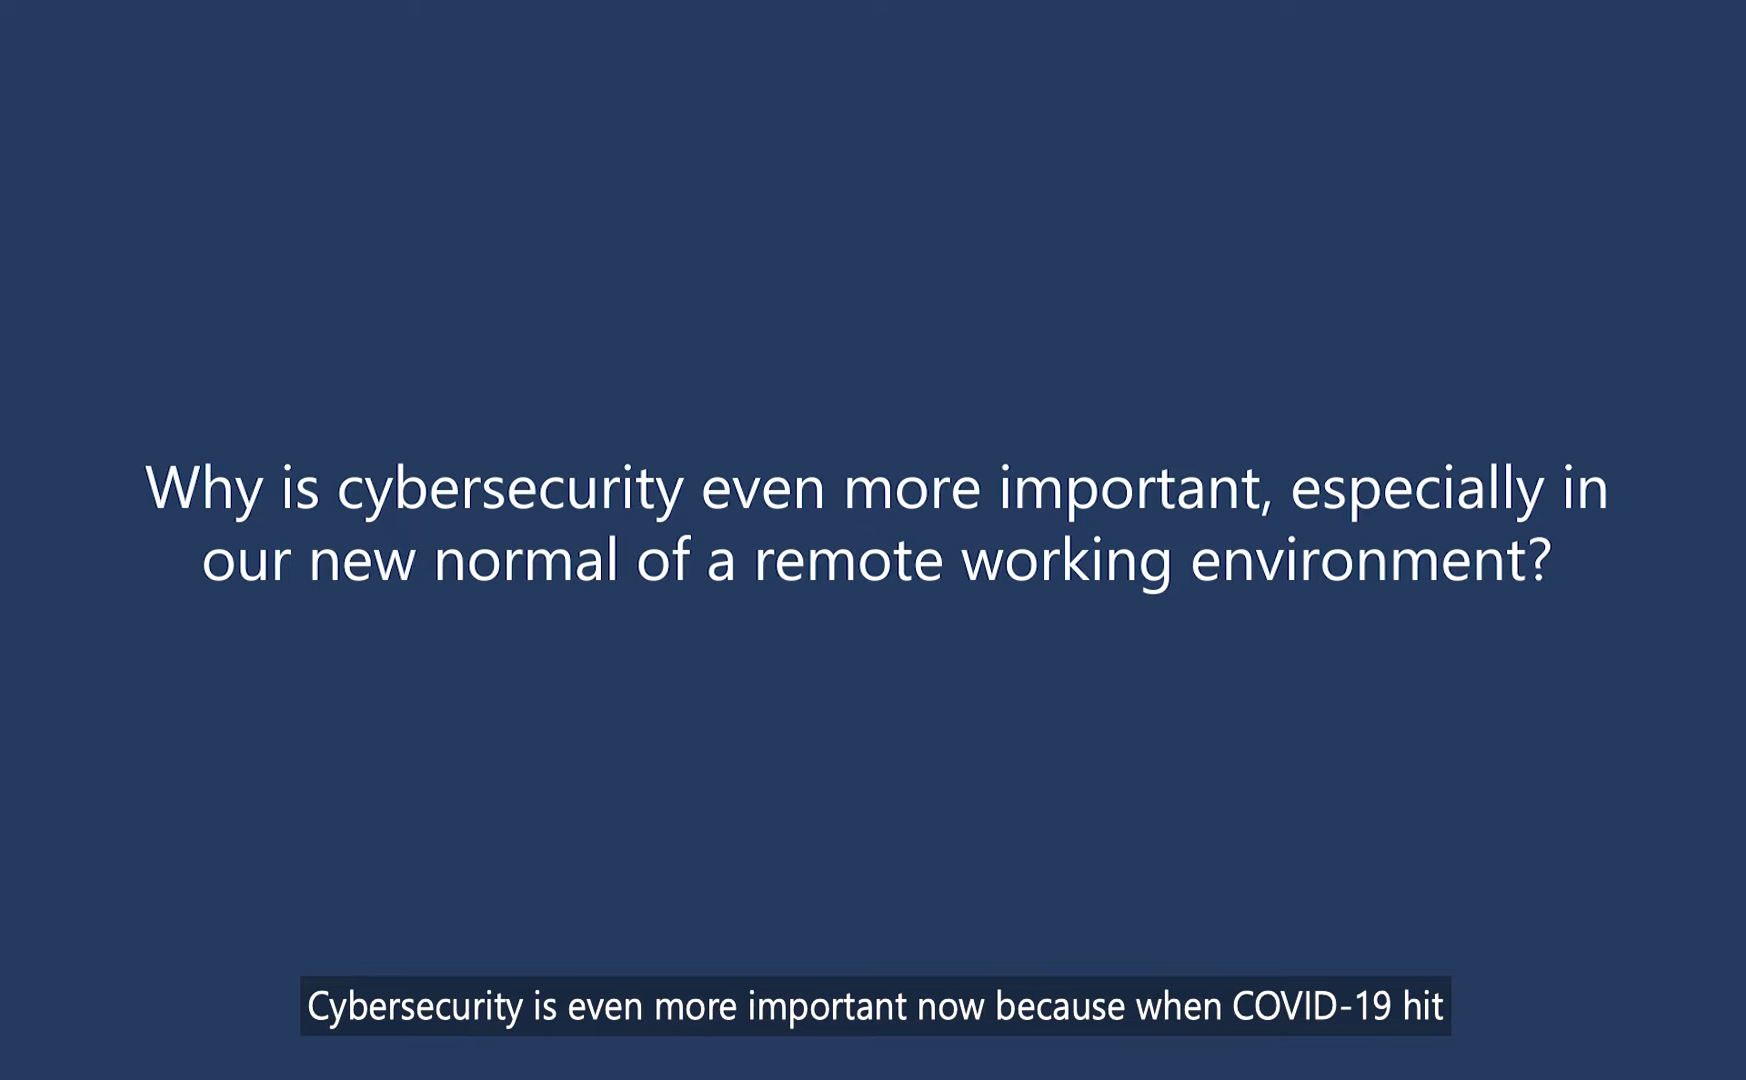 Why is cybersecurity even more important, especially in
our new normal of a remote working environment?
Cybersecurity is even more important now because when COVID-19 hit